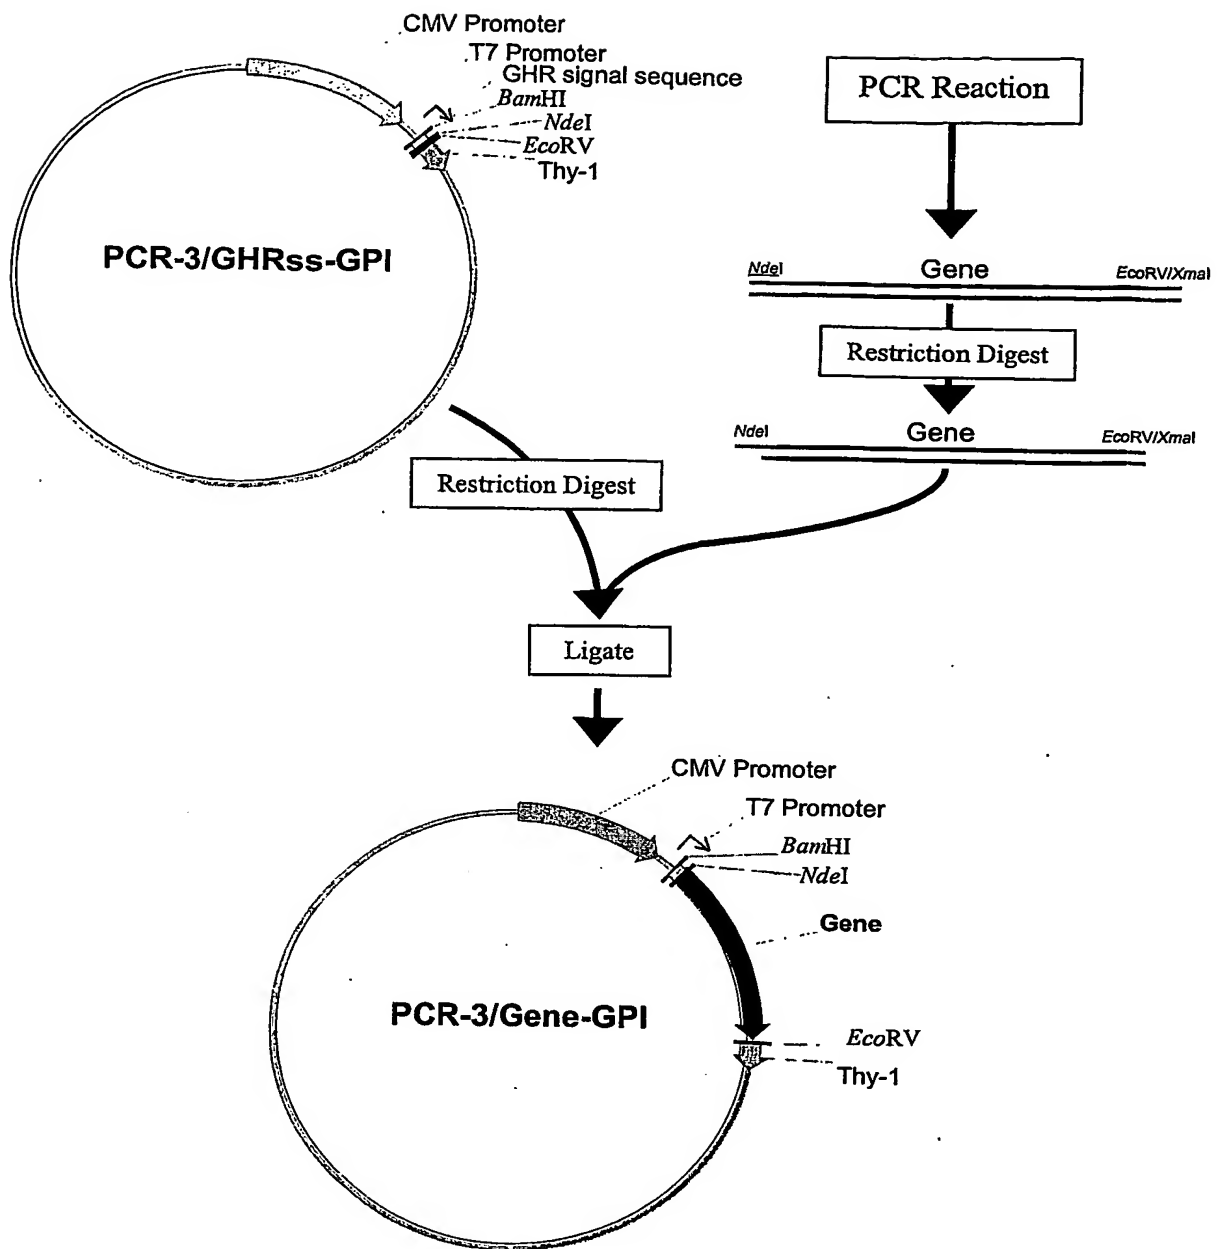 CMV Promoter
T7 Promoter
GHR signal sequence
BamHI
NdeI
EcoRV
Thy-1
PCR-3/GHRss-GPI
PCR Reaction
NdeI Gene EcoRV/XmaI
Restriction Digest
NdeI Gene EcoRV/XmaI
Restriction Digest
Ligate
CMV Promoter
T7 Promoter
BamHI
NdeI
Gene
PCR-3/Gene-GPI
EcoRV
Thy-1